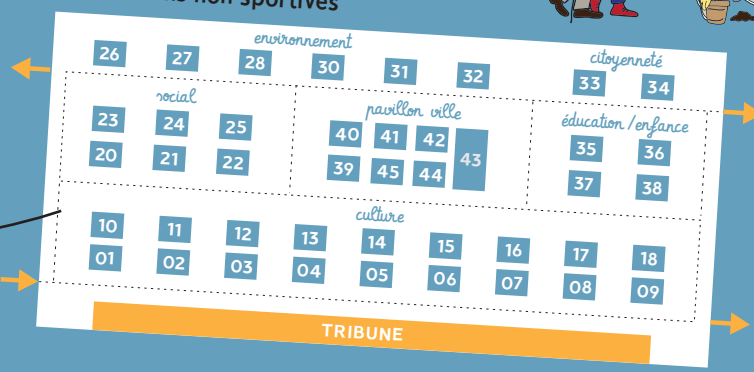 non sportives
environnement
citoyenneté
26 27 28 30 31 32 33 34
social
pavillon ville
éducation/enfance
23 24 25 40 41 42 43 35 36
20 21 22 39 45 44 37 38
culture
10 11 12 13 14 15 16 17 18
01 02 03 04 05 06 07 08 09
TRIBUNE